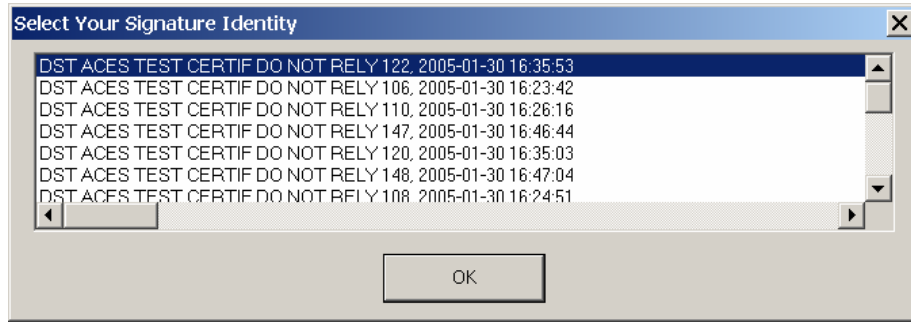 Select Your Signature Identity
DST ACES TEST CERTIF DO NOT RELY 122, 2005-01-30 16:35:53
DST ACES TEST CERTIF DO NOT RELY 106, 2005-01-30 16:23:42
DST ACES TEST CERTIF DO NOT RELY 110, 2005-01-30 16:26:16
DST ACES TEST CERTIF DO NOT RELY 147, 2005-01-30 16:46:44
DST ACES TEST CERTIF DO NOT RELY 120, 2005-01-30 16:35:03
DST ACES TEST CERTIF DO NOT RELY 148, 2005-01-30 16:47:04
DST ACES TEST CERTIF DO NOT RELY 108, 2005-01-30 16:24:51
OK